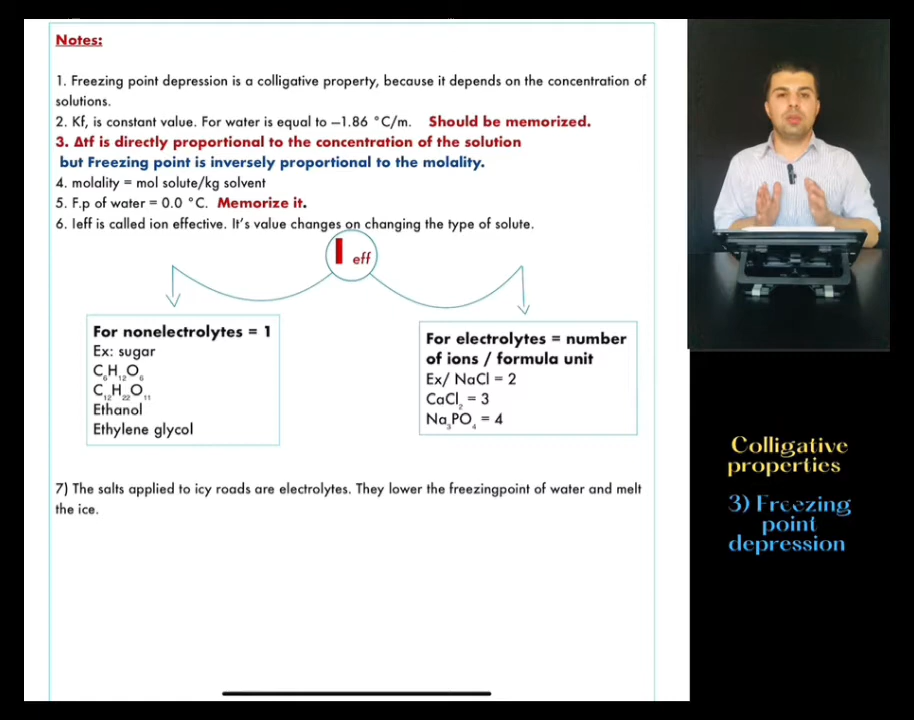 Notes:
1. Freezing point depression is a colligative property, because it depends on the concentration of
solutions.
2. Kf, is constant value. For water is equal to –1.86 °C/m. Should be memorized.
3. Δtf is directly proportional to the concentration of the solution
but Freezing point is inversely proportional to the molality.
4. molality = mol solute/kg solvent
5. F.p of water = 0.0 °C. Memorize it.
6. Ieff is called ion effective. It's value changes on changing the type of solute.
I eff
For nonelectrolytes = 1
Ex: sugar
C₆H₁₂O₆
C₁₂H₂₂O₁₁
Ethanol
Ethylene glycol
For electrolytes = number
of ions / formula unit
Ex/ NaCl = 2
CaCl₂ = 3
Na₃PO₄ = 4
7) The salts applied to icy roads are electrolytes. They lower the freezingpoint of water and melt
the ice.
Colligative
properties
3) Freezing
point
depression